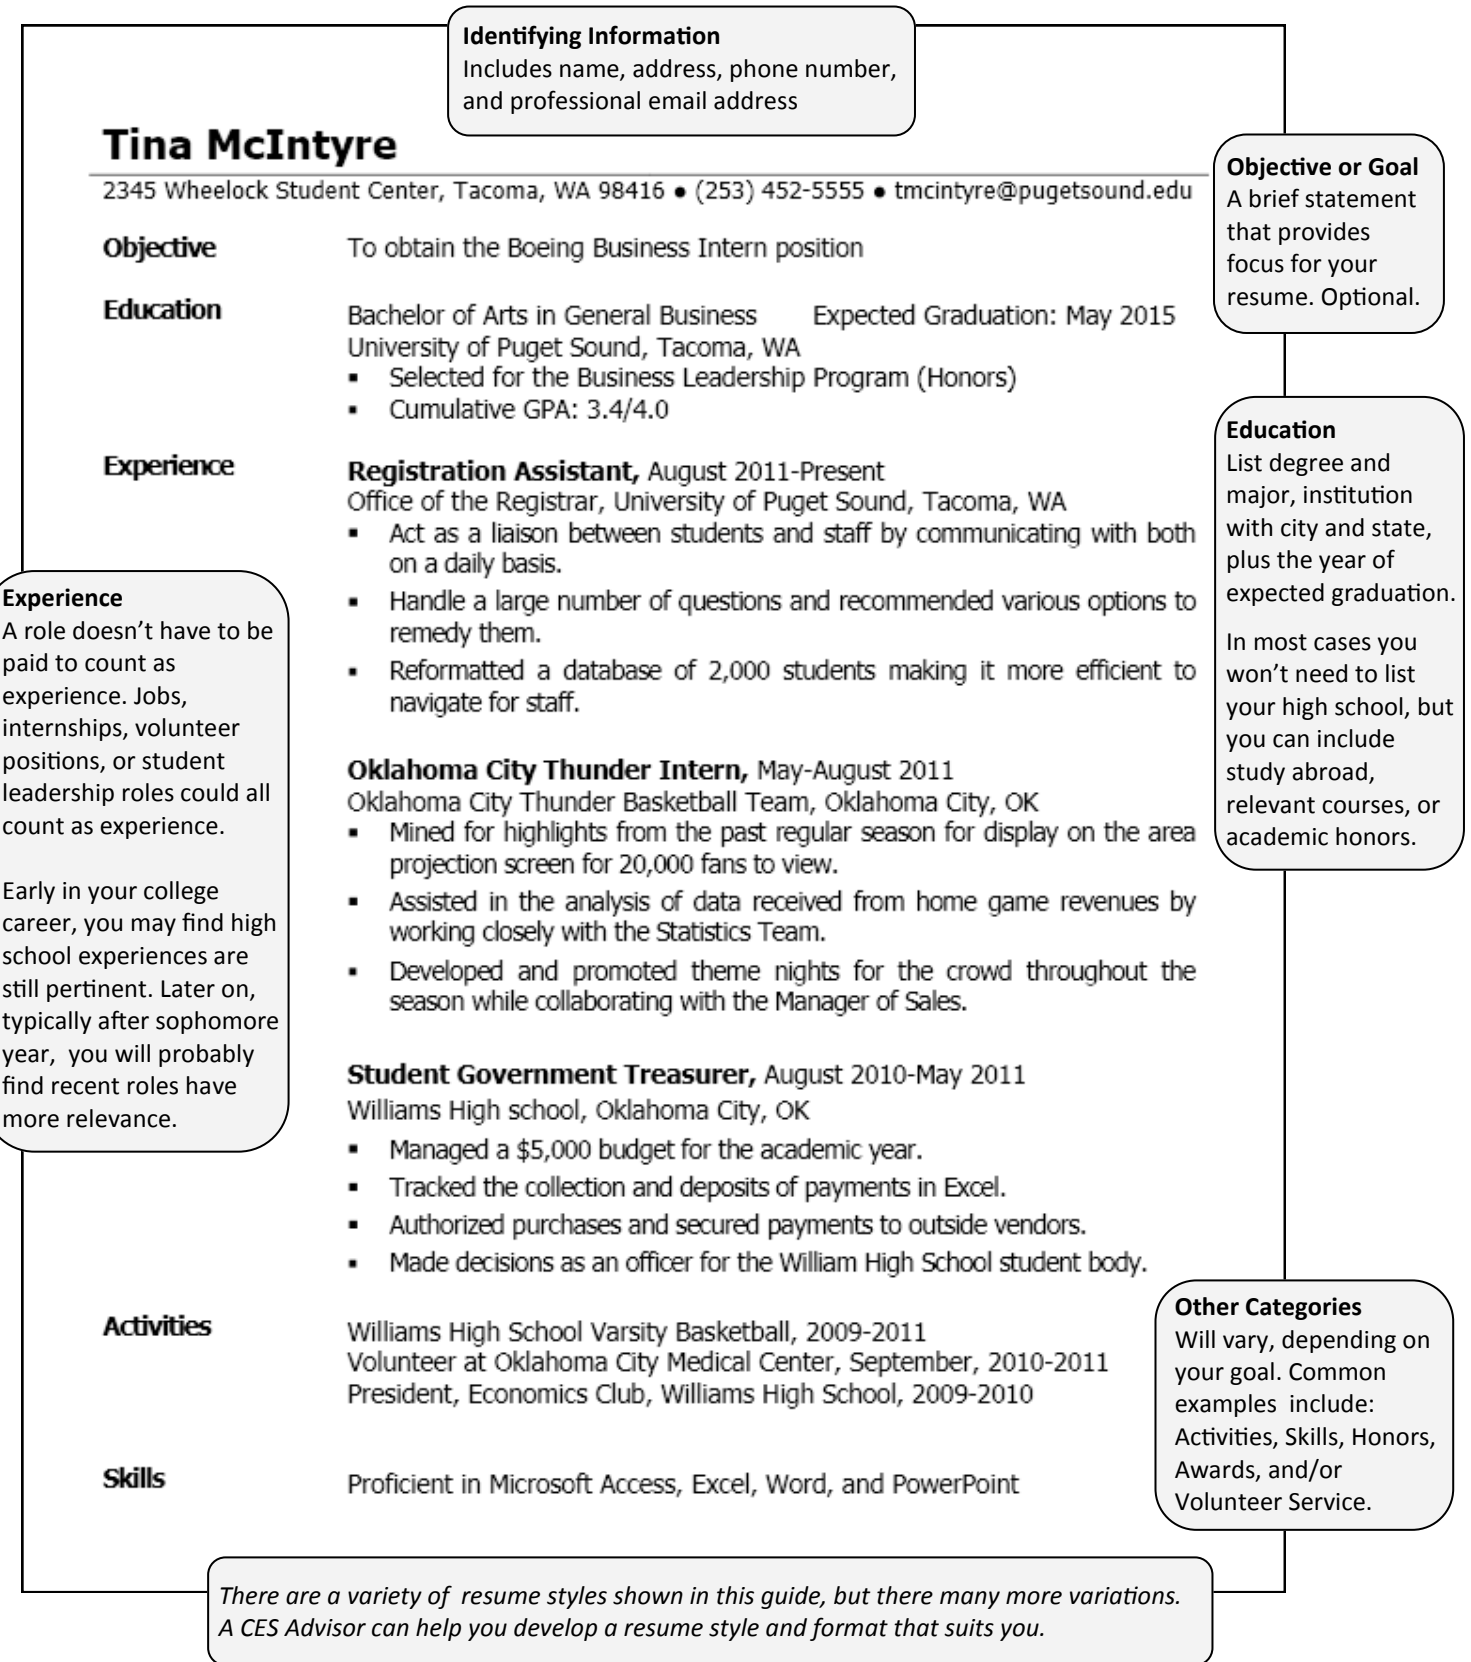 Identifying Information
Includes name, address, phone number,
and professional email address
Tina McIntyre
2345 Wheelock Student Center, Tacoma, WA 98416 ● (253) 452-5555 ● tmcintyre@pugetsound.edu
Objective or Goal
A brief statement
that provides
focus for your
resume. Optional.
Objective To obtain the Boeing Business Intern position
Education Bachelor of Arts in General Business Expected Graduation: May 2015
University of Puget Sound, Tacoma, WA
▪ Selected for the Business Leadership Program (Honors)
▪ Cumulative GPA: 3.4/4.0
Education
List degree and
major, institution
with city and state,
plus the year of
expected graduation.
In most cases you
won’t need to list
your high school, but
you can include
study abroad,
relevant courses, or
academic honors.
Experience Registration Assistant, August 2011-Present
Office of the Registrar, University of Puget Sound, Tacoma, WA
▪ Act as a liaison between students and staff by communicating with both
on a daily basis.
▪ Handle a large number of questions and recommended various options to
remedy them.
▪ Reformatted a database of 2,000 students making it more efficient to
navigate for staff.
Experience
A role doesn’t have to be
paid to count as
experience. Jobs,
internships, volunteer
positions, or student
leadership roles could all
count as experience.
Early in your college
career, you may find high
school experiences are
still pertinent. Later on,
typically after sophomore
year, you will probably
find recent roles have
more relevance.
Oklahoma City Thunder Intern, May-August 2011
Oklahoma City Thunder Basketball Team, Oklahoma City, OK
▪ Mined for highlights from the past regular season for display on the area
projection screen for 20,000 fans to view.
▪ Assisted in the analysis of data received from home game revenues by
working closely with the Statistics Team.
▪ Developed and promoted theme nights for the crowd throughout the
season while collaborating with the Manager of Sales.
Student Government Treasurer, August 2010-May 2011
Williams High school, Oklahoma City, OK
▪ Managed a $5,000 budget for the academic year.
▪ Tracked the collection and deposits of payments in Excel.
▪ Authorized purchases and secured payments to outside vendors.
▪ Made decisions as an officer for the William High School student body.
Activities Williams High School Varsity Basketball, 2009-2011
Volunteer at Oklahoma City Medical Center, September, 2010-2011
President, Economics Club, Williams High School, 2009-2010
Other Categories
Will vary, depending on
your goal. Common
examples include:
Activities, Skills, Honors,
Awards, and/or
Volunteer Service.
Skills Proficient in Microsoft Access, Excel, Word, and PowerPoint
There are a variety of resume styles shown in this guide, but there many more variations.
A CES Advisor can help you develop a resume style and format that suits you.